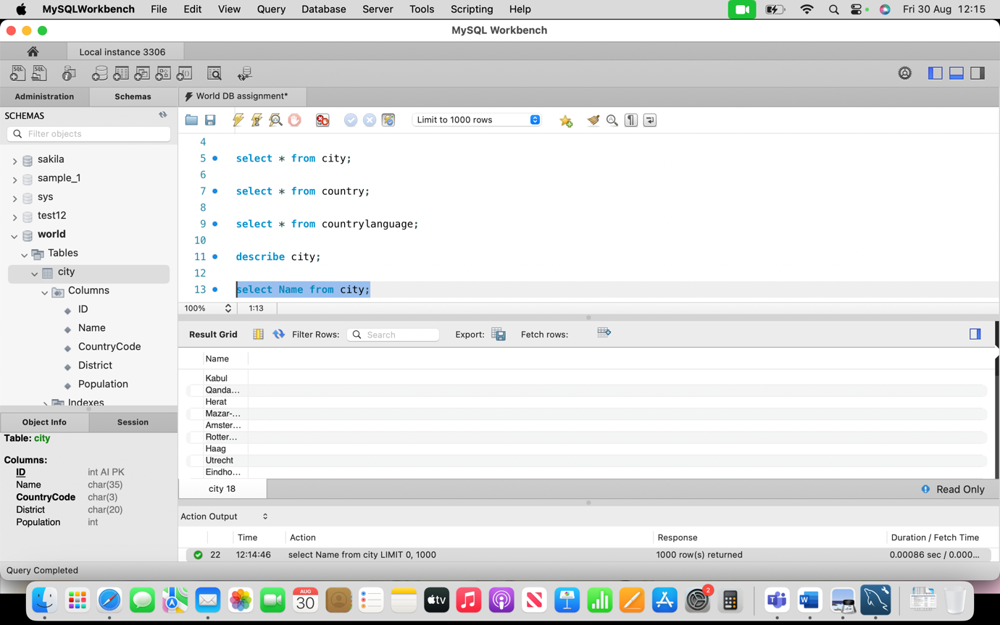 MySQLWorkbench File Edit View Query Database Server Tools Scripting Help Fri 30 Aug 12:15
MySQL Workbench
Local instance 3306
Administration Schemas World DB assignment*
SCHEMAS
Limit to 1000 rows
Filter objects
sakila
sample_1
sys
test12
world
Tables
city
Columns
ID
Name
CountryCode
District
Population
Indexes
4
5 select * from city;
6
7 select * from country;
8
9 select * from countrylanguage;
10
11 describe city;
12
13 select Name from city;
100% 1:13
Result Grid Filter Rows: Search Export: Fetch rows:
Name
Kabul
Qanda...
Herat
Mazar-...
Amster...
Rotter...
Haag
Utrecht
Eindho...
city 18 Read Only
Object Info Session
Table: city
Columns:
ID int AI PK
Name char(35)
CountryCode char(3)
District char(20)
Population int
Action Output
Time Action Response Duration / Fetch Time
22 12:14:46 select Name from city LIMIT 0, 1000 1000 row(s) returned 0.00086 sec / 0.000...
Query Completed
AUG
30
tv
2